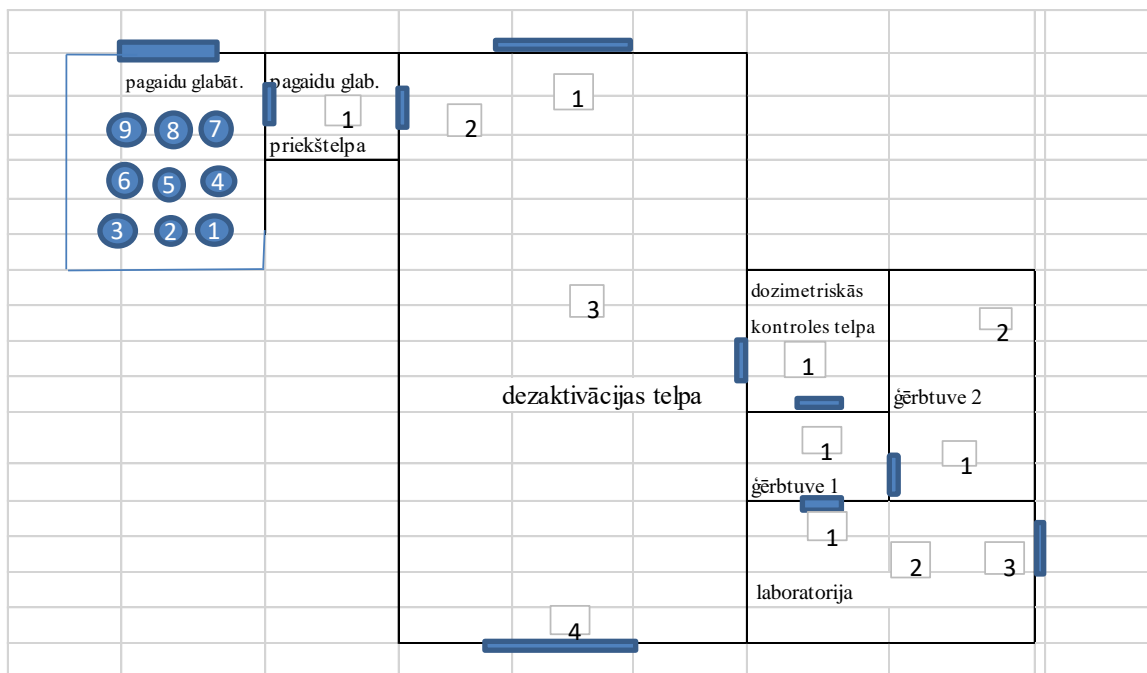 pagaidu glabāt.
9 8 7
6 5 4
3 2 1
pagaidu glab.
1
priekštelpa
1
2
3
dezaktivācijas telpa
4
dozimetriskās
kontroles telpa
1
2
ģērbtuve 2
1
1
ģērbtuve 1
1
2
3
laboratorija